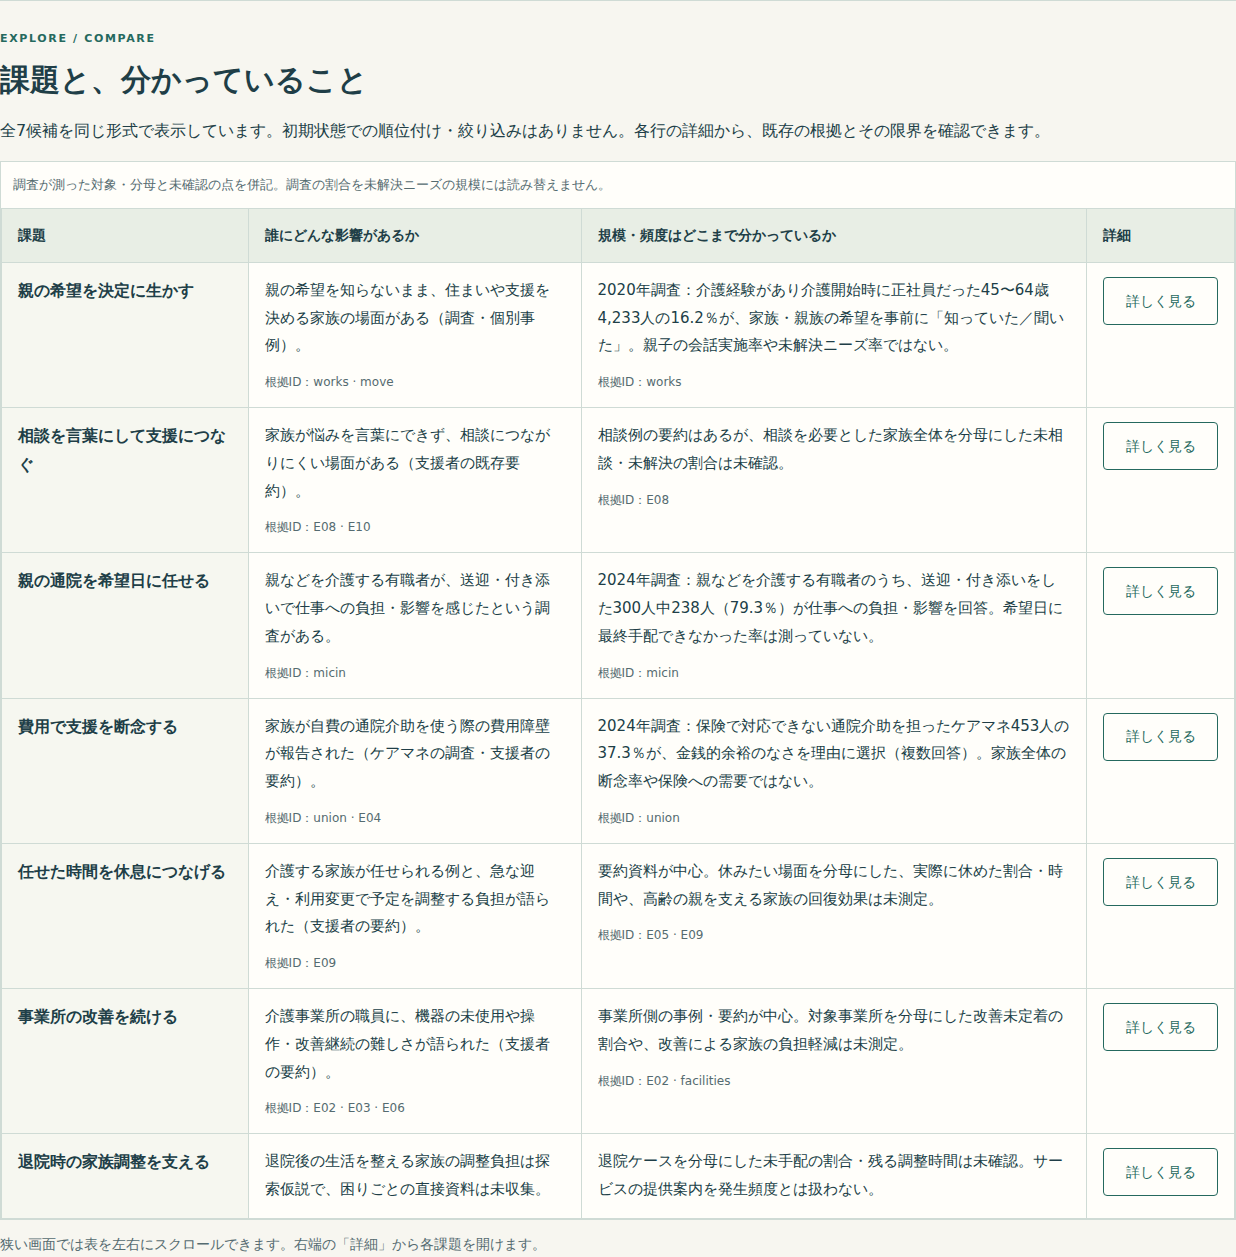 EXPLORE / COMPARE
課題と、分かっていること
全7候補を同じ形式で表示しています。初期状態での順位付け・絞り込みはありません。各行の詳細から、既存の根拠とその限界を確認できます。
調査が測った対象・分母と未確認の点を併記。調査の割合を未解決ニーズの規模には読み替えません。
課題
誰にどんな影響があるか
規模・頻度はどこまで分かっているか
詳細
親の希望を決定に生かす
親の希望を知らないまま、住まいや支援を
決める家族の場面がある（調査・個別事
例）。
根拠ID：works · move
2020年調査：介護経験があり介護開始時に正社員だった45〜64歳
4,233人の16.2％が、家族・親族の希望を事前に「知っていた／聞い
た」。親子の会話実施率や未解決ニーズ率ではない。
根拠ID：works
詳しく見る
相談を言葉にして支援につな
ぐ
家族が悩みを言葉にできず、相談につなが
りにくい場面がある（支援者の既存要
約）。
根拠ID：E08 · E10
相談例の要約はあるが、相談を必要とした家族全体を分母にした未相
談・未解決の割合は未確認。
根拠ID：E08
詳しく見る
親の通院を希望日に任せる
親などを介護する有職者が、送迎・付き添
いで仕事への負担・影響を感じたという調
査がある。
根拠ID：micin
2024年調査：親などを介護する有職者のうち、送迎・付き添いをし
た300人中238人（79.3％）が仕事への負担・影響を回答。希望日に
最終手配できなかった率は測っていない。
根拠ID：micin
詳しく見る
費用で支援を断念する
家族が自費の通院介助を使う際の費用障壁
が報告された（ケアマネの調査・支援者の
要約）。
根拠ID：union · E04
2024年調査：保険で対応できない通院介助を担ったケアマネ453人の
37.3％が、金銭的余裕のなさを理由に選択（複数回答）。家族全体の
断念率や保険への需要ではない。
根拠ID：union
詳しく見る
任せた時間を休息につなげる
介護する家族が任せられる例と、急な迎
え・利用変更で予定を調整する負担が語ら
れた（支援者の要約）。
根拠ID：E09
要約資料が中心。休みたい場面を分母にした、実際に休めた割合・時
間や、高齢の親を支える家族の回復効果は未測定。
根拠ID：E05 · E09
詳しく見る
事業所の改善を続ける
介護事業所の職員に、機器の未使用や操
作・改善継続の難しさが語られた（支援者
の要約）。
根拠ID：E02 · E03 · E06
事業所側の事例・要約が中心。対象事業所を分母にした改善未定着の
割合や、改善による家族の負担軽減は未測定。
根拠ID：E02 · facilities
詳しく見る
退院時の家族調整を支える
退院後の生活を整える家族の調整負担は探
索仮説で、困りごとの直接資料は未収集。
退院ケースを分母にした未手配の割合・残る調整時間は未確認。サー
ビスの提供案内を発生頻度とは扱わない。
詳しく見る
狭い画面では表を左右にスクロールできます。右端の「詳細」から各課題を開けます。